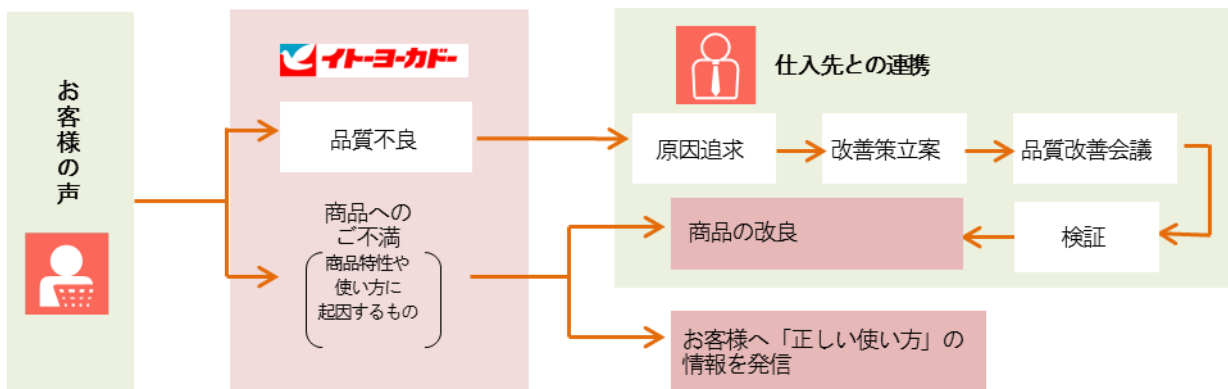 お客様の声
イトーヨーカドー
品質不良
商品への
ご不満
商品特性や
使い方に
起因するもの
仕入先との連携
原因追求
改善策立案
品質改善会議
検証
商品の改良
お客様へ「正しい使い方」の
情報を発信